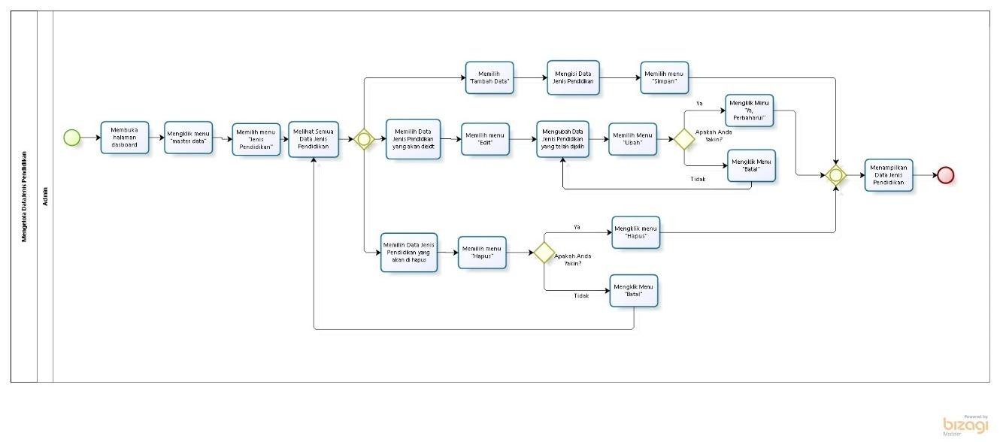 Mengelola Data Jenis Pendidikan
Admin
Membuka
halaman
dasboard
Mengklik menu
"master data"
Memilih menu
"Jenis
Pendidikan"
Melihat Semua
Data Jenis
Pendidikan
Memilih
"Tambah Data"
Mengisi Data
Jenis Pendidikan
Memilih menu
"Simpan"
Memilih Data
Jenis Pendidikan
yang akan dieidt
Memilih menu
"Edit"
Mengubah Data
Jenis Pendidikan
yang telah dipilih
Memilih Menu
"Ubah"
Apakah Anda
Yakin?
Ya
Mengklik Menu
"Ya,
Perbaharui"
Mengklik Menu
"Batal"
Tidak
Memilih Data Jenis
Pendidikan yang
akan di hapus
Memilih menu
"Hapus"
Apakah Anda
Yakin?
Ya
Mengklik menu
"Hapus"
Tidak
Mengklik Menu
"Batal"
Menampilkan
Data Jenis
Pendidikan
Powered by
bizagi
Modeler